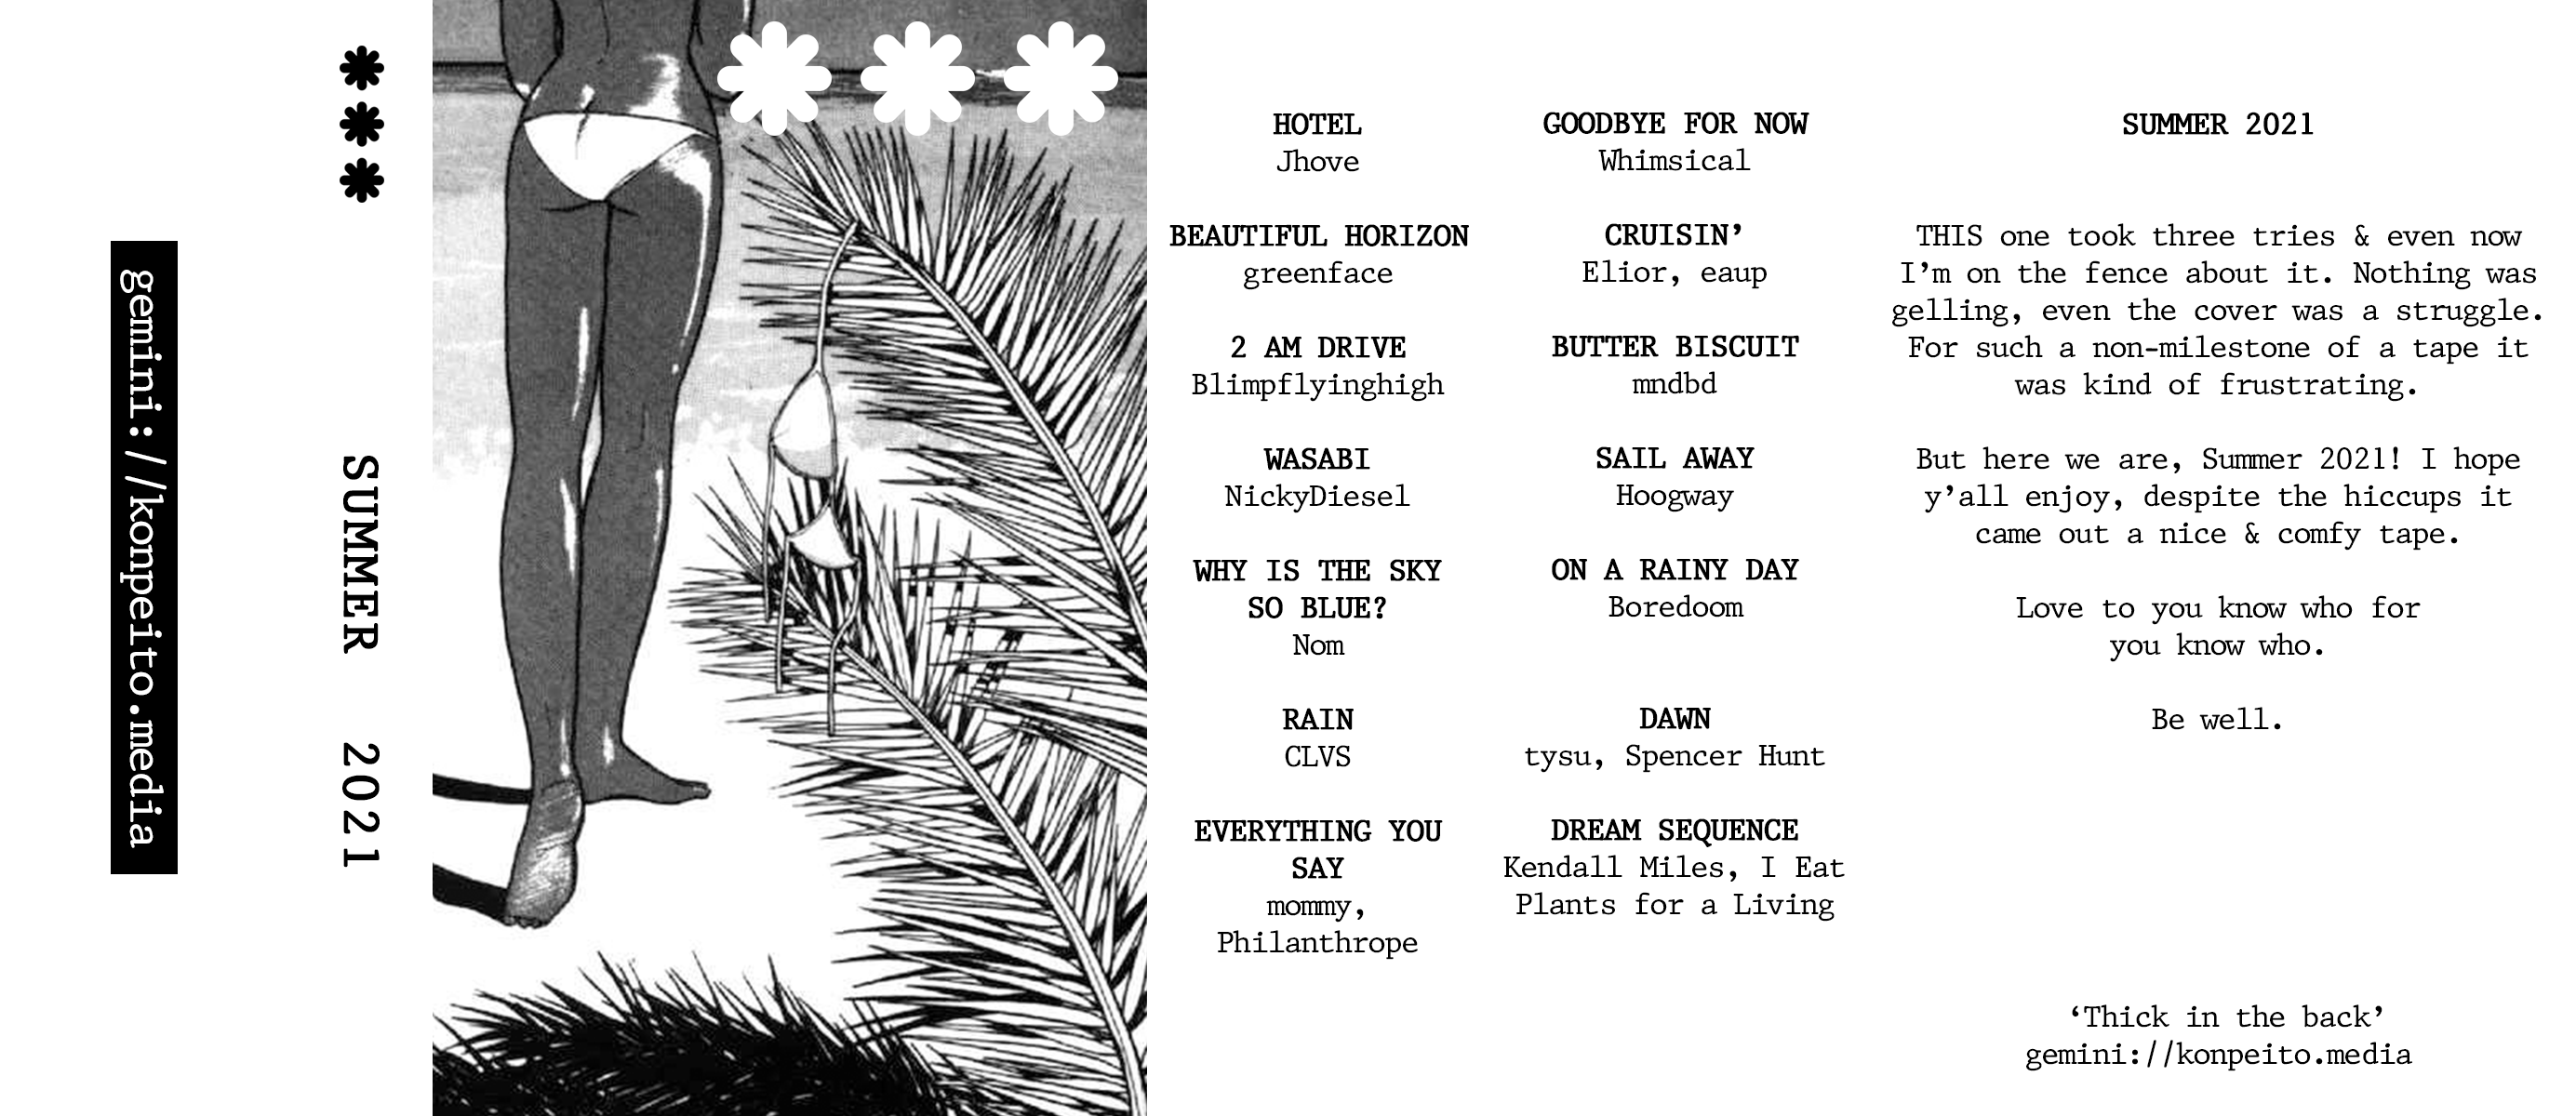 gemini://konpeito.media
SUMMER 2021
HOTEL
Jhove
BEAUTIFUL HORIZON
greenface
2 AM DRIVE
Blimpflyinghigh
WASABI
NickyDiesel
WHY IS THE SKY
SO BLUE?
Nom
RAIN
CLVS
EVERYTHING YOU
SAY
mommy,
Philanthrope
GOODBYE FOR NOW
Whimsical
CRUISIN’
Elior, eaup
BUTTER BISCUIT
mndbd
SAIL AWAY
Hoogway
ON A RAINY DAY
Boredoom
DAWN
tysu, Spencer Hunt
DREAM SEQUENCE
Kendall Miles, I Eat
Plants for a Living
SUMMER 2021
THIS one took three tries & even now
I’m on the fence about it. Nothing was
gelling, even the cover was a struggle.
For such a non-milestone of a tape it
was kind of frustrating.
But here we are, Summer 2021! I hope
y’all enjoy, despite the hiccups it
came out a nice & comfy tape.
Love to you know who for
you know who.
Be well.
‘Thick in the back’
gemini://konpeito.media